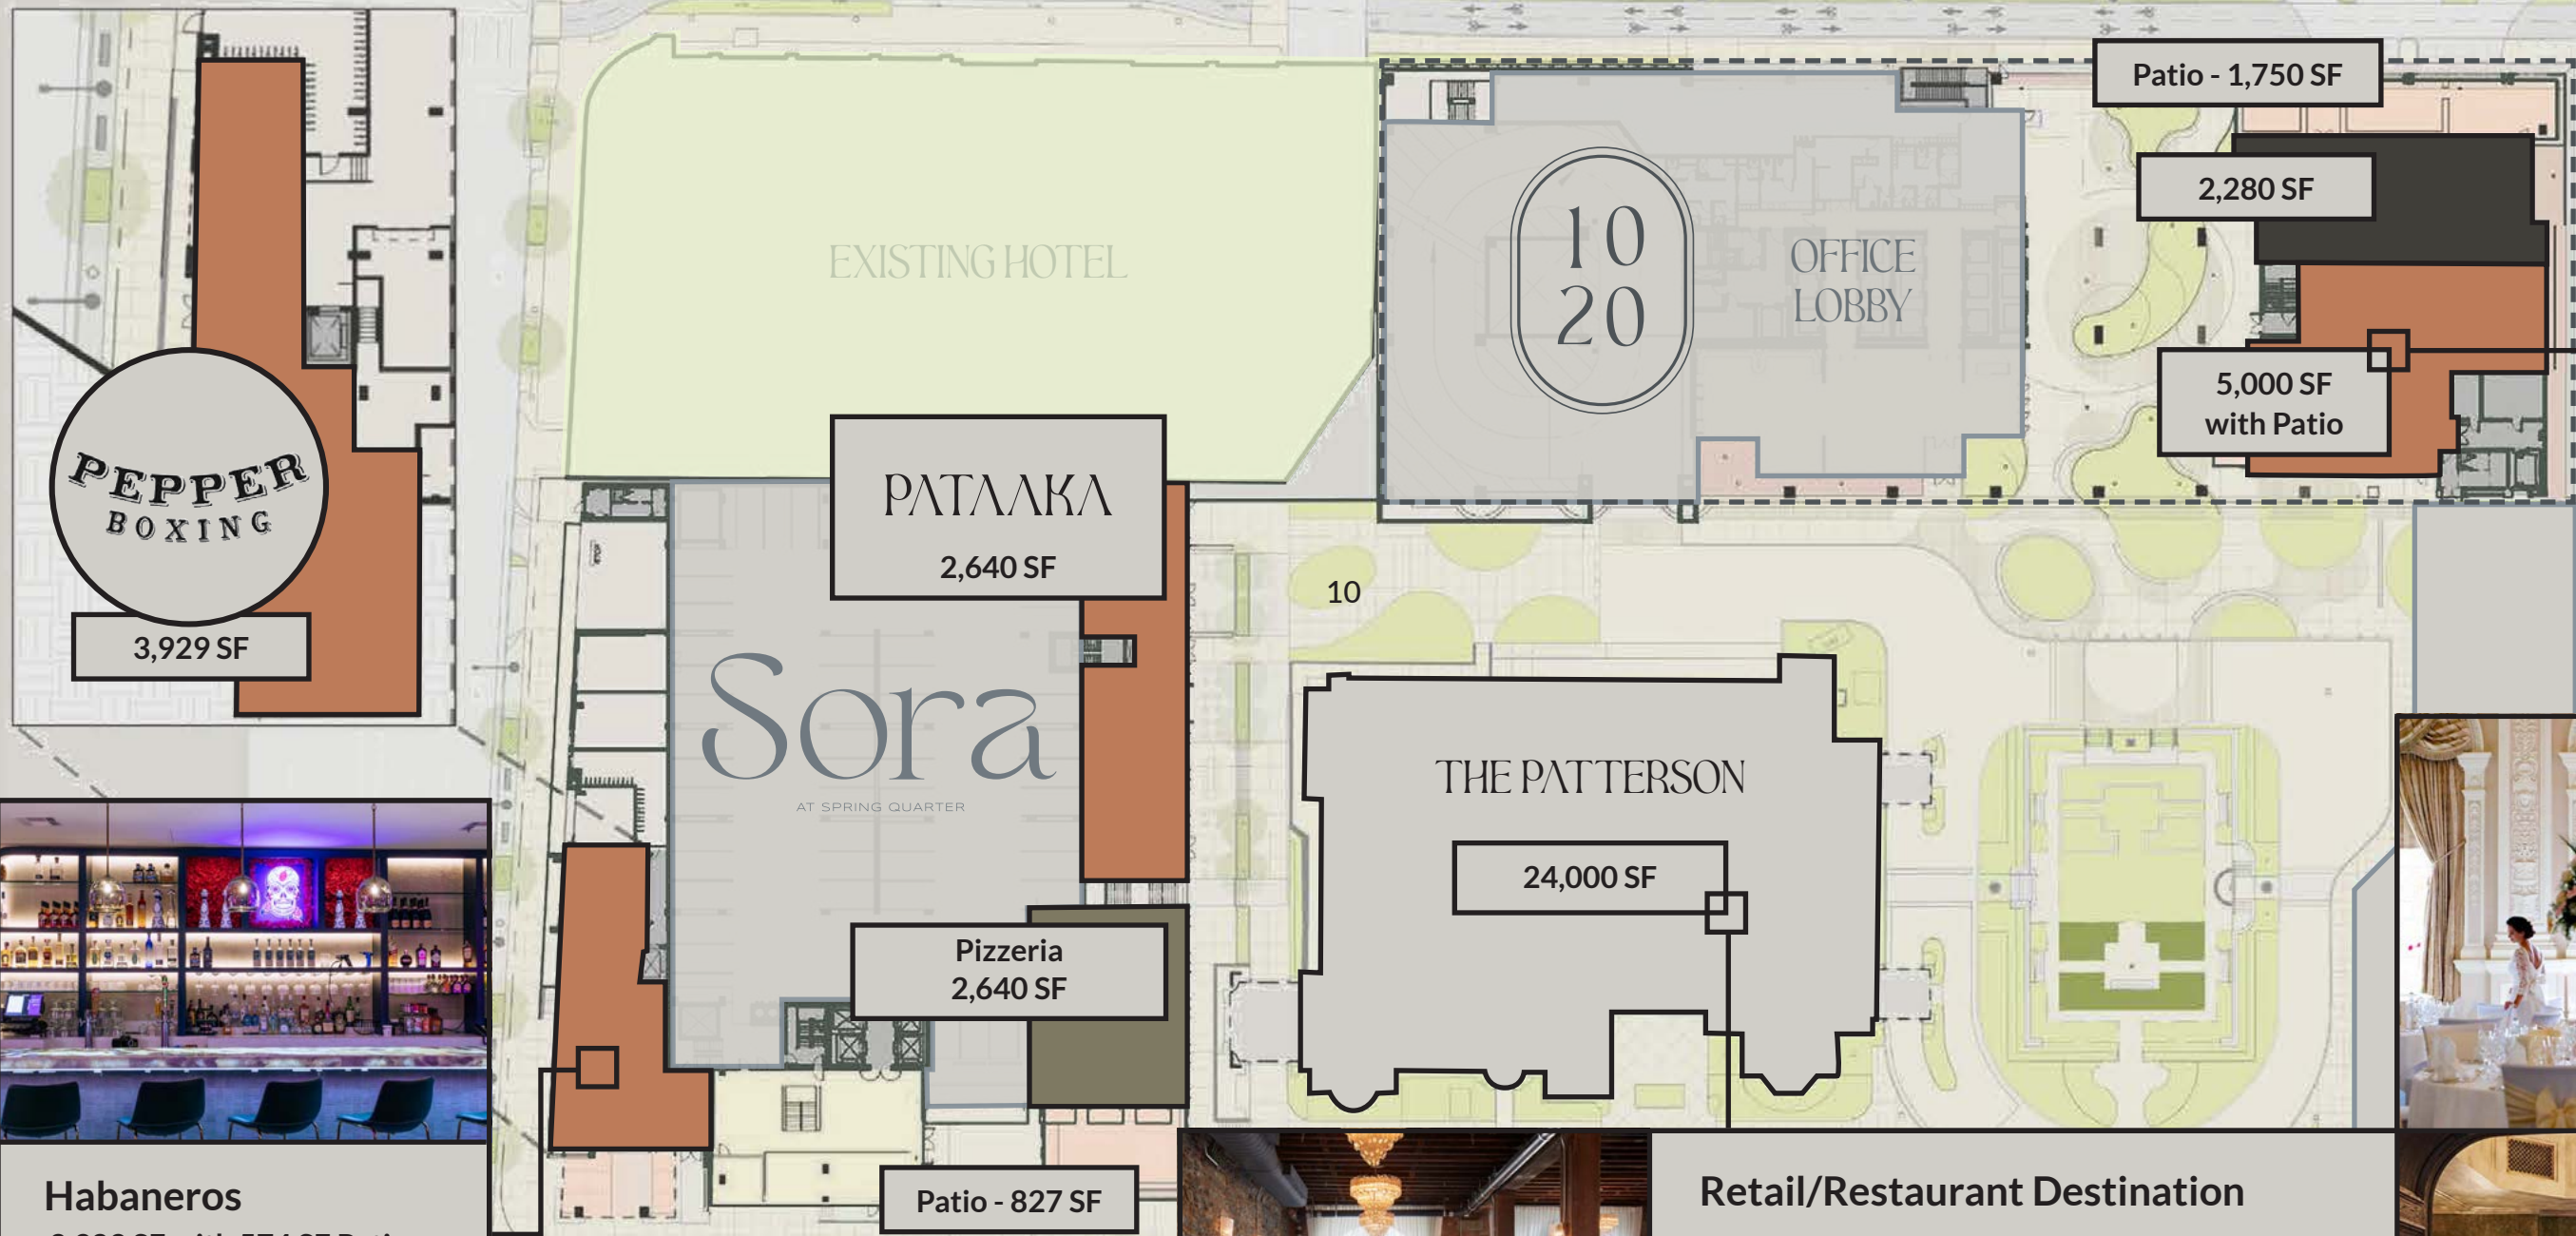 Patio - 1,750 SF
2,280 SF
EXISTING HOTEL
10
20
OFFICE
LOBBY
5,000 SF
with Patio
PEPPER
BOXING
3,929 SF
PATAAKA
2,640 SF
10
Sora
AT SPRING QUARTER
THE PATTERSON
24,000 SF
Pizzeria
2,640 SF
Patio - 827 SF
Habaneros
Retail/Restaurant Destination